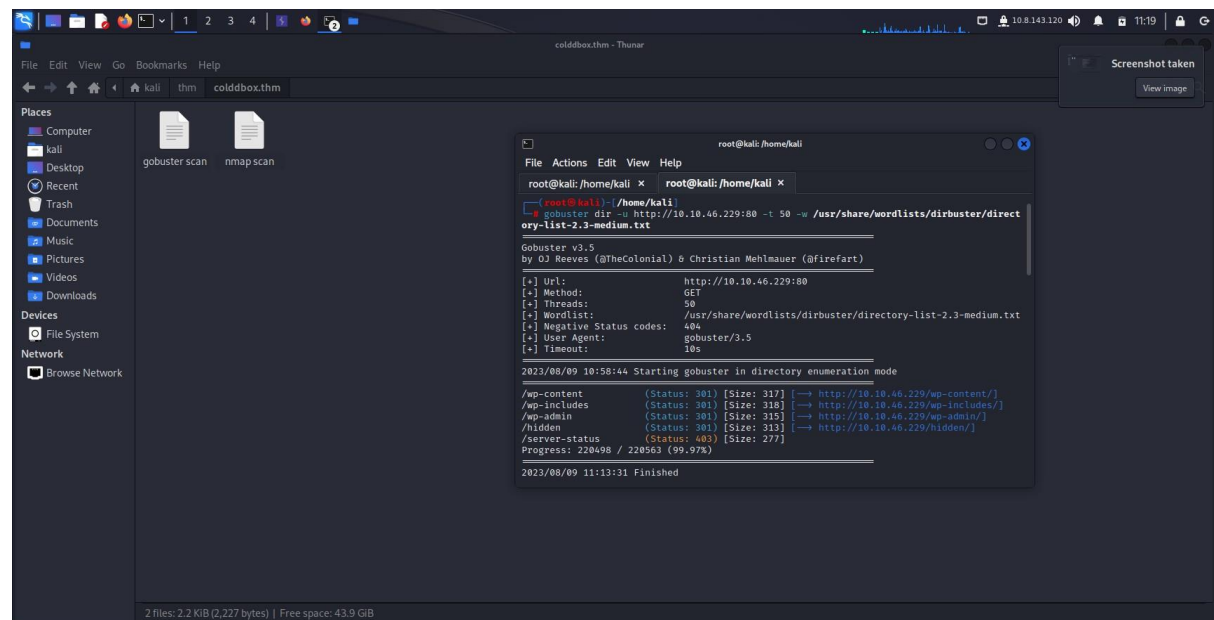 1 2 3 4
2
10.8.143.120
11:19
colddbox.thm - Thunar
File Edit View Go Bookmarks Help
kali thm colddbox.thm
Screenshot taken
View image
Places
Computer
kali
Desktop
Recent
Trash
Documents
Music
Pictures
Videos
Downloads
Devices
File System
Network
Browse Network
gobuster scan
nmap scan
2 files: 2.2 KiB (2,227 bytes) | Free space: 43.9 GiB
root@kali: /home/kali
File Actions Edit View Help
root@kali: /home/kali × root@kali: /home/kali ×
(root㉿kali)-[/home/kali]
# gobuster dir -u http://10.10.46.229:80 -t 50 -w /usr/share/wordlists/dirbuster/direct
ory-list-2.3-medium.txt
Gobuster v3.5
by OJ Reeves (@TheColonial) & Christian Mehlmauer (@firefart)
[+] Url: http://10.10.46.229:80
[+] Method: GET
[+] Threads: 50
[+] Wordlist: /usr/share/wordlists/dirbuster/directory-list-2.3-medium.txt
[+] Negative Status codes: 404
[+] User Agent: gobuster/3.5
[+] Timeout: 10s
2023/08/09 10:58:44 Starting gobuster in directory enumeration mode
/wp-content (Status: 301) [Size: 317] [→ http://10.10.46.229/wp-content/]
/wp-includes (Status: 301) [Size: 318] [→ http://10.10.46.229/wp-includes/]
/wp-admin (Status: 301) [Size: 315] [→ http://10.10.46.229/wp-admin/]
/hidden (Status: 301) [Size: 313] [→ http://10.10.46.229/hidden/]
/server-status (Status: 403) [Size: 277]
Progress: 220498 / 220563 (99.97%)
2023/08/09 11:13:31 Finished